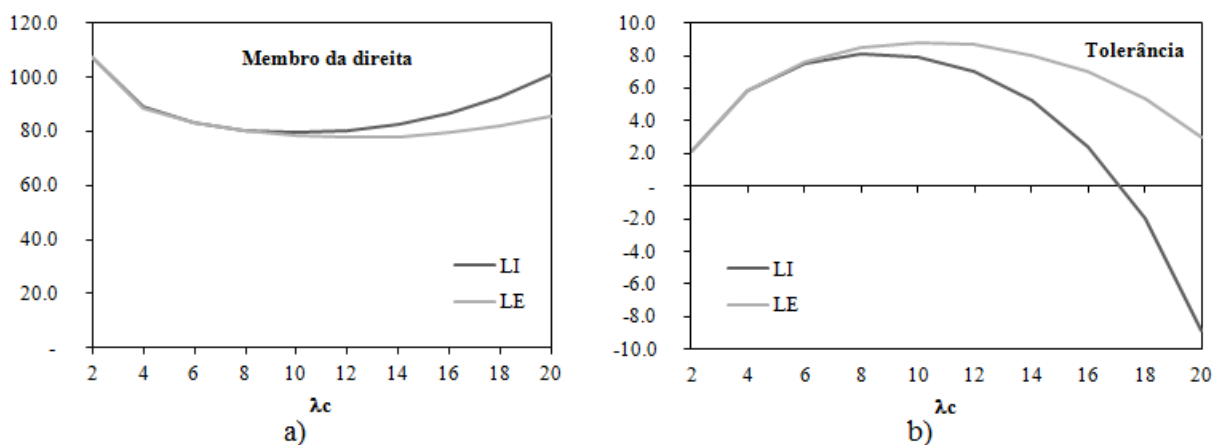 120.0
100.0
80.0
60.0
40.0
20.0
-
Membro da direita
LI
LE
2 4 6 8 10 12 14 16 18 20
λc
a)
10.0
8.0
6.0
4.0
2.0
-
-2.0
-4.0
-6.0
-8.0
-10.0
Tolerância
LI
LE
2 4 6 8 10 12 14 16 18 20
λc
b)